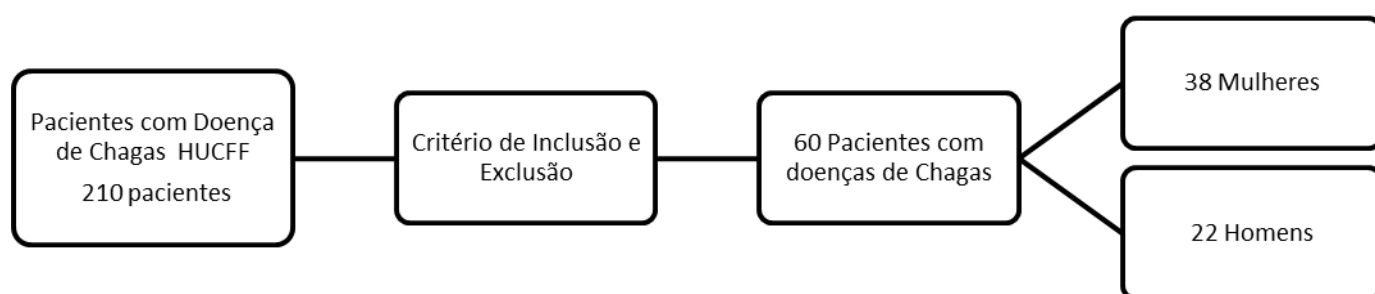 Pacientes com Doença
de Chagas HUCFF
210 pacientes
Critério de Inclusão e
Exclusão
60 Pacientes com
doenças de Chagas
38 Mulheres
22 Homens